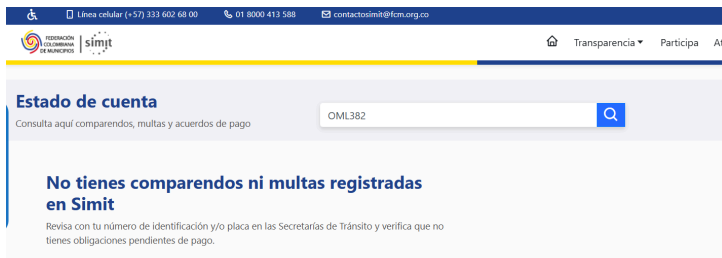 Línea celular (+57) 333 602 68 00 01 8000 413 588 contactosimit@fcm.org.co
FEDERACIÓN
COLOMBIANA
DE MUNICIPIOS
simit
Transparencia Participa At
Estado de cuenta
Consulta aquí comparendos, multas y acuerdos de pago
OML382
No tienes comparendos ni multas registradas
en Simit
Revisa con tu número de identificación y/o placa en las Secretarías de Tránsito y verifica que no
tienes obligaciones pendientes de pago.